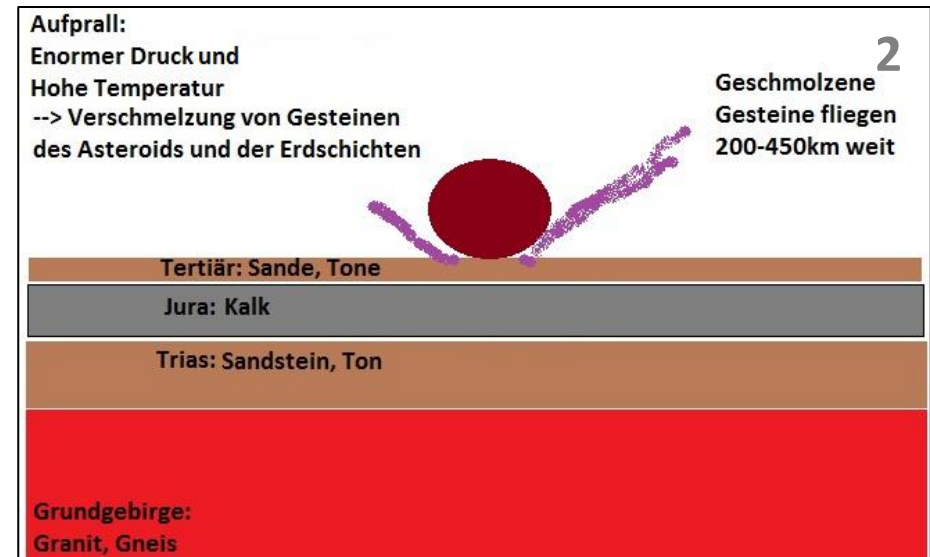 Aufprall:
Enormer Druck und
Hohe Temperatur
--> Verschmelzung von Gesteinen
des Asteroids und der Erdschichten
2
Geschmolzene
Gesteine fliegen
200-450km weit
Tertiär: Sande, Tone
Jura: Kalk
Trias: Sandstein, Ton
Grundgebirge:
Granit, Gneis